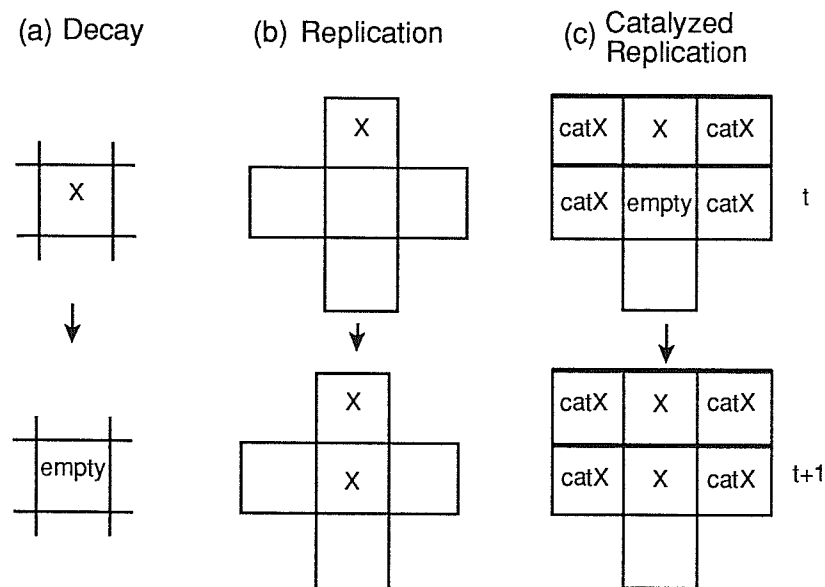 (a) Decay
(b) Replication
(c) Catalyzed
Replication
X
X
catX X catX
catX empty catX
t
empty
X
X
catX X catX
catX X catX
t+1